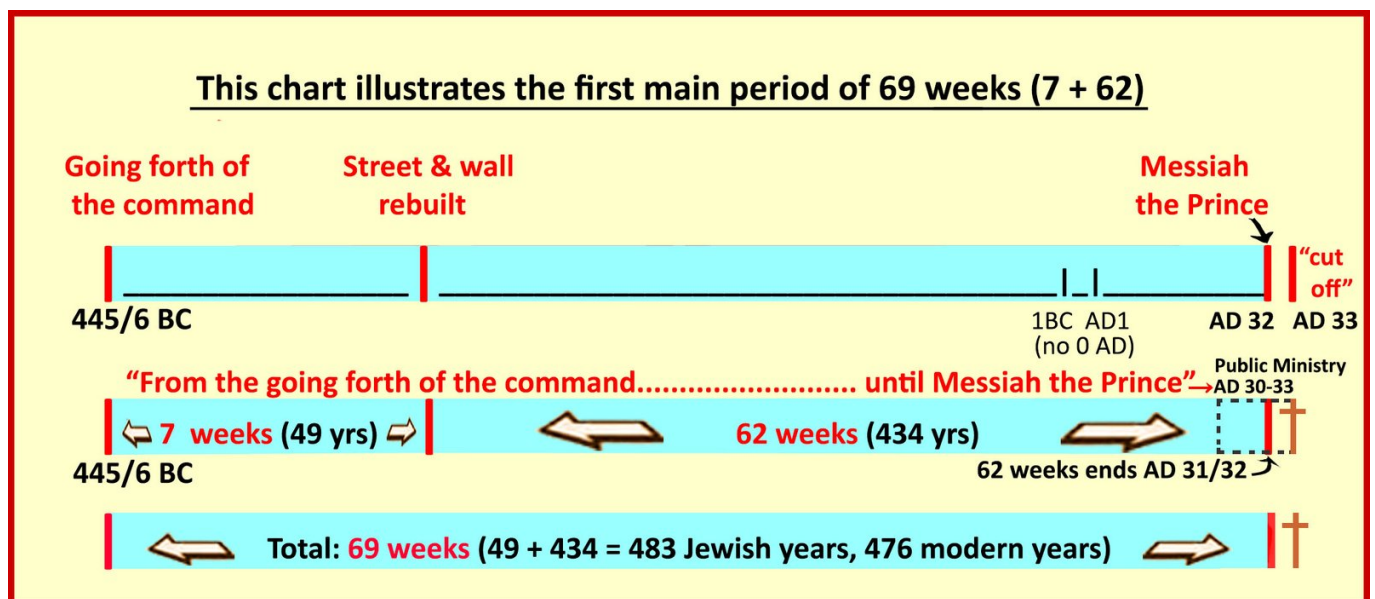 This chart illustrates the first main period of 69 weeks (7 + 62)
Going forth of
the command
Street & wall
rebuilt
Messiah
the Prince
"cut
off"
445/6 BC
1BC AD1
(no 0 AD)
AD 32
AD 33
"From the going forth of the command......................... until Messiah the Prince"→
Public Ministry
AD 30-33
7 weeks (49 yrs)
62 weeks (434 yrs)
445/6 BC
62 weeks ends AD 31/32
Total: 69 weeks (49 + 434 = 483 Jewish years, 476 modern years)